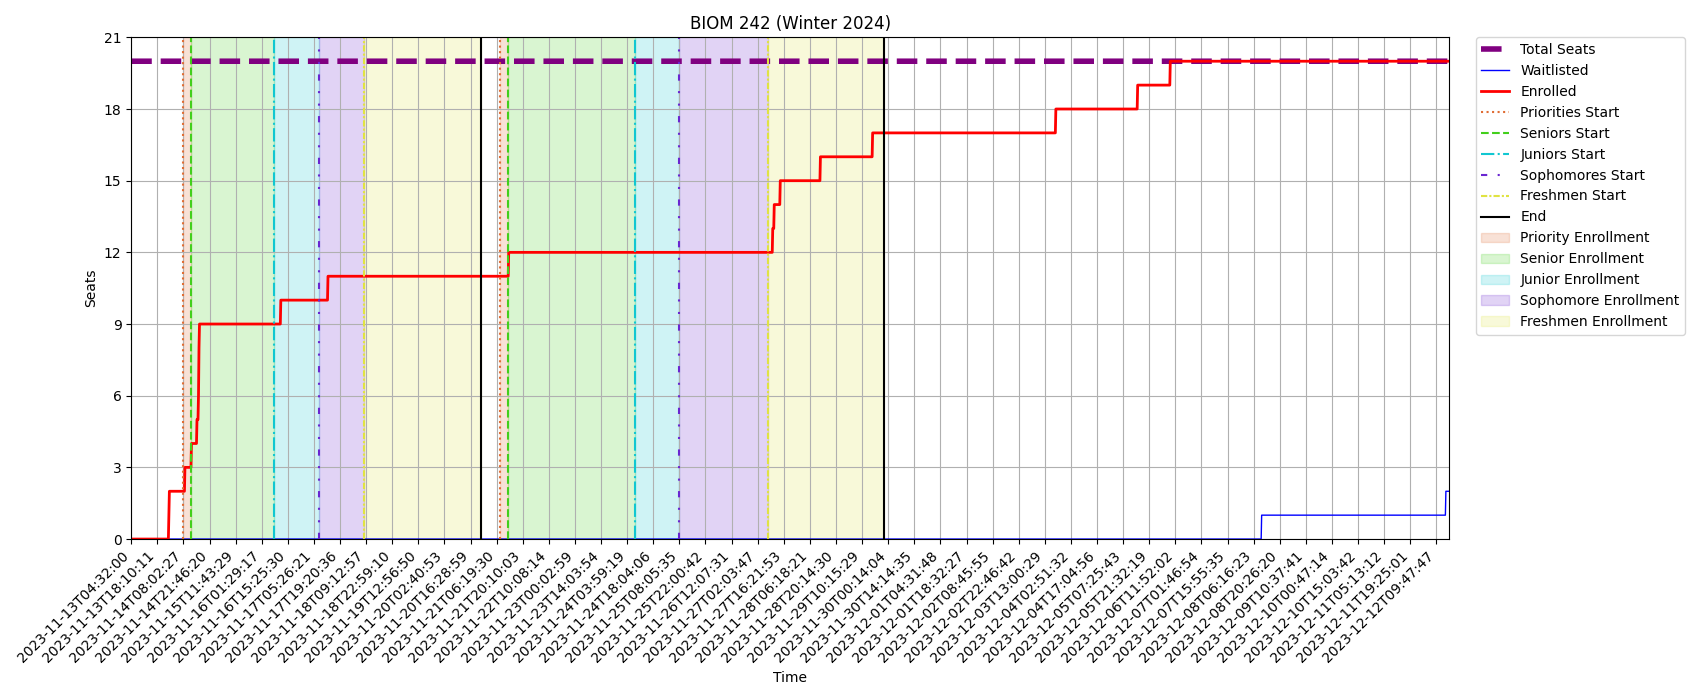 BIOM 242 (Winter 2024)
Seats
21
18
15
12
9
6
3
0
2023-11-13T04:32:00
2023-11-13T18:10:11
2023-11-14T08:02:27
2023-11-14T21:46:20
2023-11-15T11:43:29
2023-11-16T01:29:17
2023-11-16T15:25:30
2023-11-17T05:26:21
2023-11-17T19:20:36
2023-11-18T09:12:57
2023-11-18T22:59:10
2023-11-19T12:56:50
2023-11-20T02:40:53
2023-11-20T16:28:59
2023-11-21T06:19:30
2023-11-21T20:10:03
2023-11-22T10:08:14
2023-11-23T00:02:59
2023-11-23T14:03:54
2023-11-24T03:59:19
2023-11-24T18:04:06
2023-11-25T08:05:35
2023-11-25T22:00:42
2023-11-26T12:07:31
2023-11-27T02:03:47
2023-11-27T16:21:53
2023-11-28T06:18:21
2023-11-28T20:14:30
2023-11-29T10:15:29
2023-11-30T00:14:04
2023-11-30T14:14:35
2023-12-01T04:31:48
2023-12-01T18:32:27
2023-12-02T08:45:55
2023-12-02T22:46:42
2023-12-03T13:00:29
2023-12-04T02:51:32
2023-12-04T17:04:56
2023-12-05T07:25:43
2023-12-05T21:32:19
2023-12-06T11:52:02
2023-12-07T01:46:54
2023-12-07T15:55:35
2023-12-08T06:16:23
2023-12-08T20:26:20
2023-12-09T10:37:41
2023-12-10T00:47:14
2023-12-10T15:03:42
2023-12-11T05:13:12
2023-12-11T19:25:01
2023-12-12T09:47:47
Time
Total Seats
Waitlisted
Enrolled
Priorities Start
Seniors Start
Juniors Start
Sophomores Start
Freshmen Start
End
Priority Enrollment
Senior Enrollment
Junior Enrollment
Sophomore Enrollment
Freshmen Enrollment